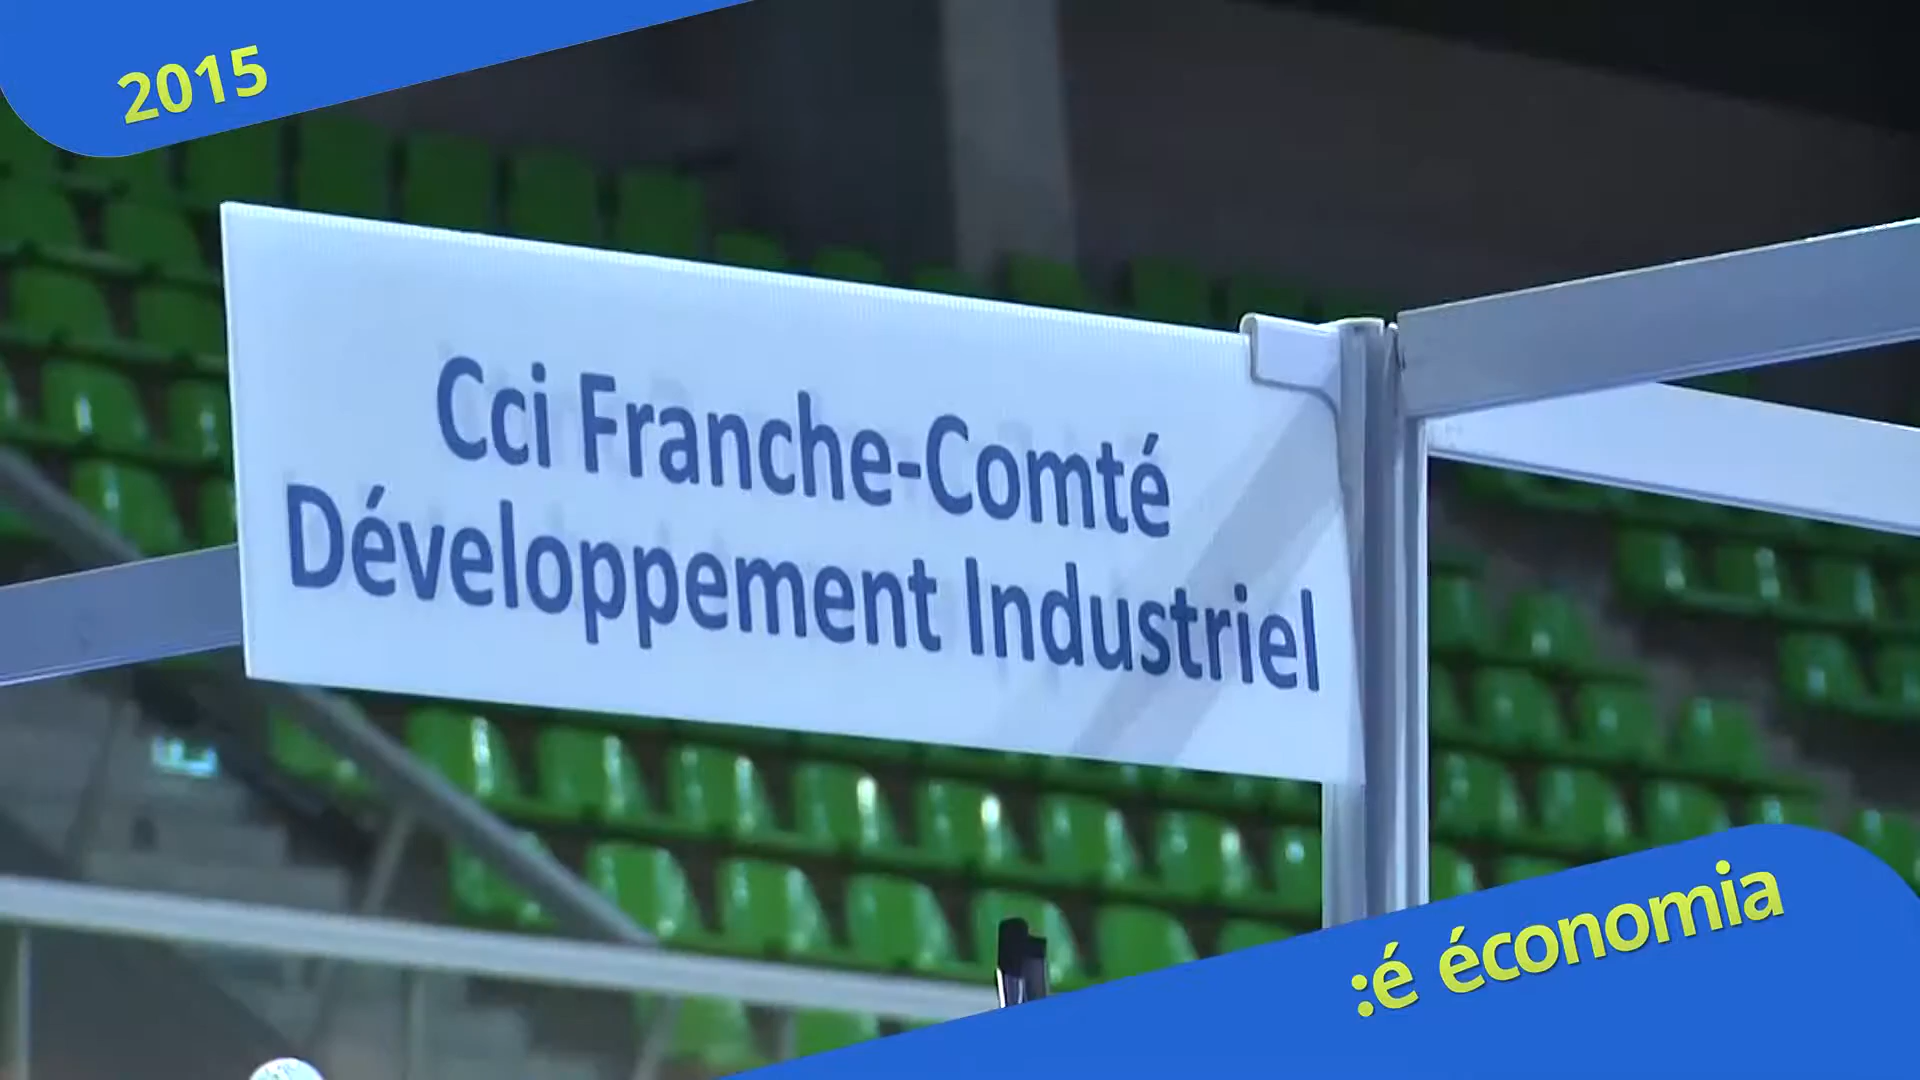 2015
Cci Franche-Comté
Développement Industriel
:é économia